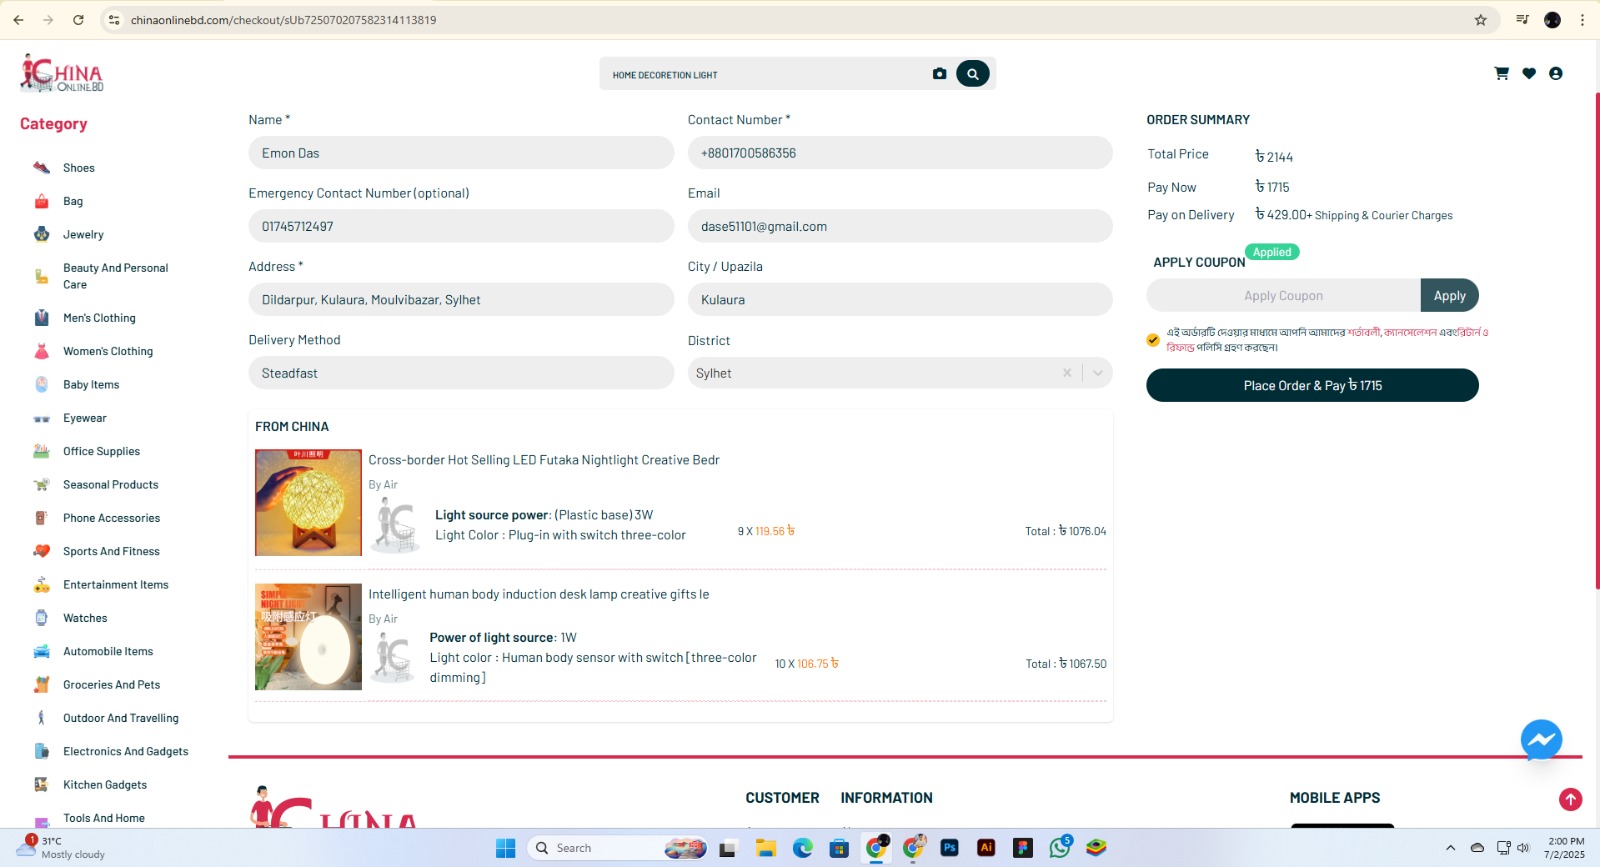 chinaonlinebd.com/checkout/sUb725070207582314113819
CHINA
ONLINE.BD
HOME DECORETION LIGHT
Category
Shoes
Bag
Jewelry
Beauty And Personal
Care
Men's Clothing
Women's Clothing
Baby Items
Eyewear
Office Supplies
Seasonal Products
Phone Accessories
Sports And Fitness
Entertainment Items
Watches
Automobile Items
Groceries And Pets
Outdoor And Travelling
Electronics And Gadgets
Kitchen Gadgets
Tools And Home
Name *
Emon Das
Contact Number *
+8801700586356
Emergency Contact Number (optional)
01745712497
Email
dase51101@gmail.com
Address *
Dildarpur, Kulaura, Moulvibazar, Sylhet
City / Upazila
Kulaura
Delivery Method
Steadfast
District
Sylhet
FROM CHINA
Cross-border Hot Selling LED Futaka Nightlight Creative Bedr
By Air
Light source power: (Plastic base) 3W
Light Color : Plug-in with switch three-color
9 X 119.56 ৳
Total : ৳ 1076.04
Intelligent human body induction desk lamp creative gifts le
By Air
Power of light source: 1W
Light color : Human body sensor with switch [three-color
dimming]
10 X 106.75 ৳
Total : ৳ 1067.50
ORDER SUMMARY
Total Price ৳ 2144
Pay Now ৳ 1715
Pay on Delivery ৳ 429.00+ Shipping & Courier Charges
APPLY COUPON Applied
Apply Coupon
Apply
এই অর্ডারটি দেওয়ার মাধ্যমে আপনি আমাদের শর্তাবলী, ক্যানসেলেশন এবংরিটার্ন ও
রিফান্ড পলিসি গ্রহণ করছেন।
Place Order & Pay ৳ 1715
CHINA
CUSTOMER
INFORMATION
MOBILE APPS
1
31°C
Mostly cloudy
Search
Ps
Ai
5
2:00 PM
7/2/2025